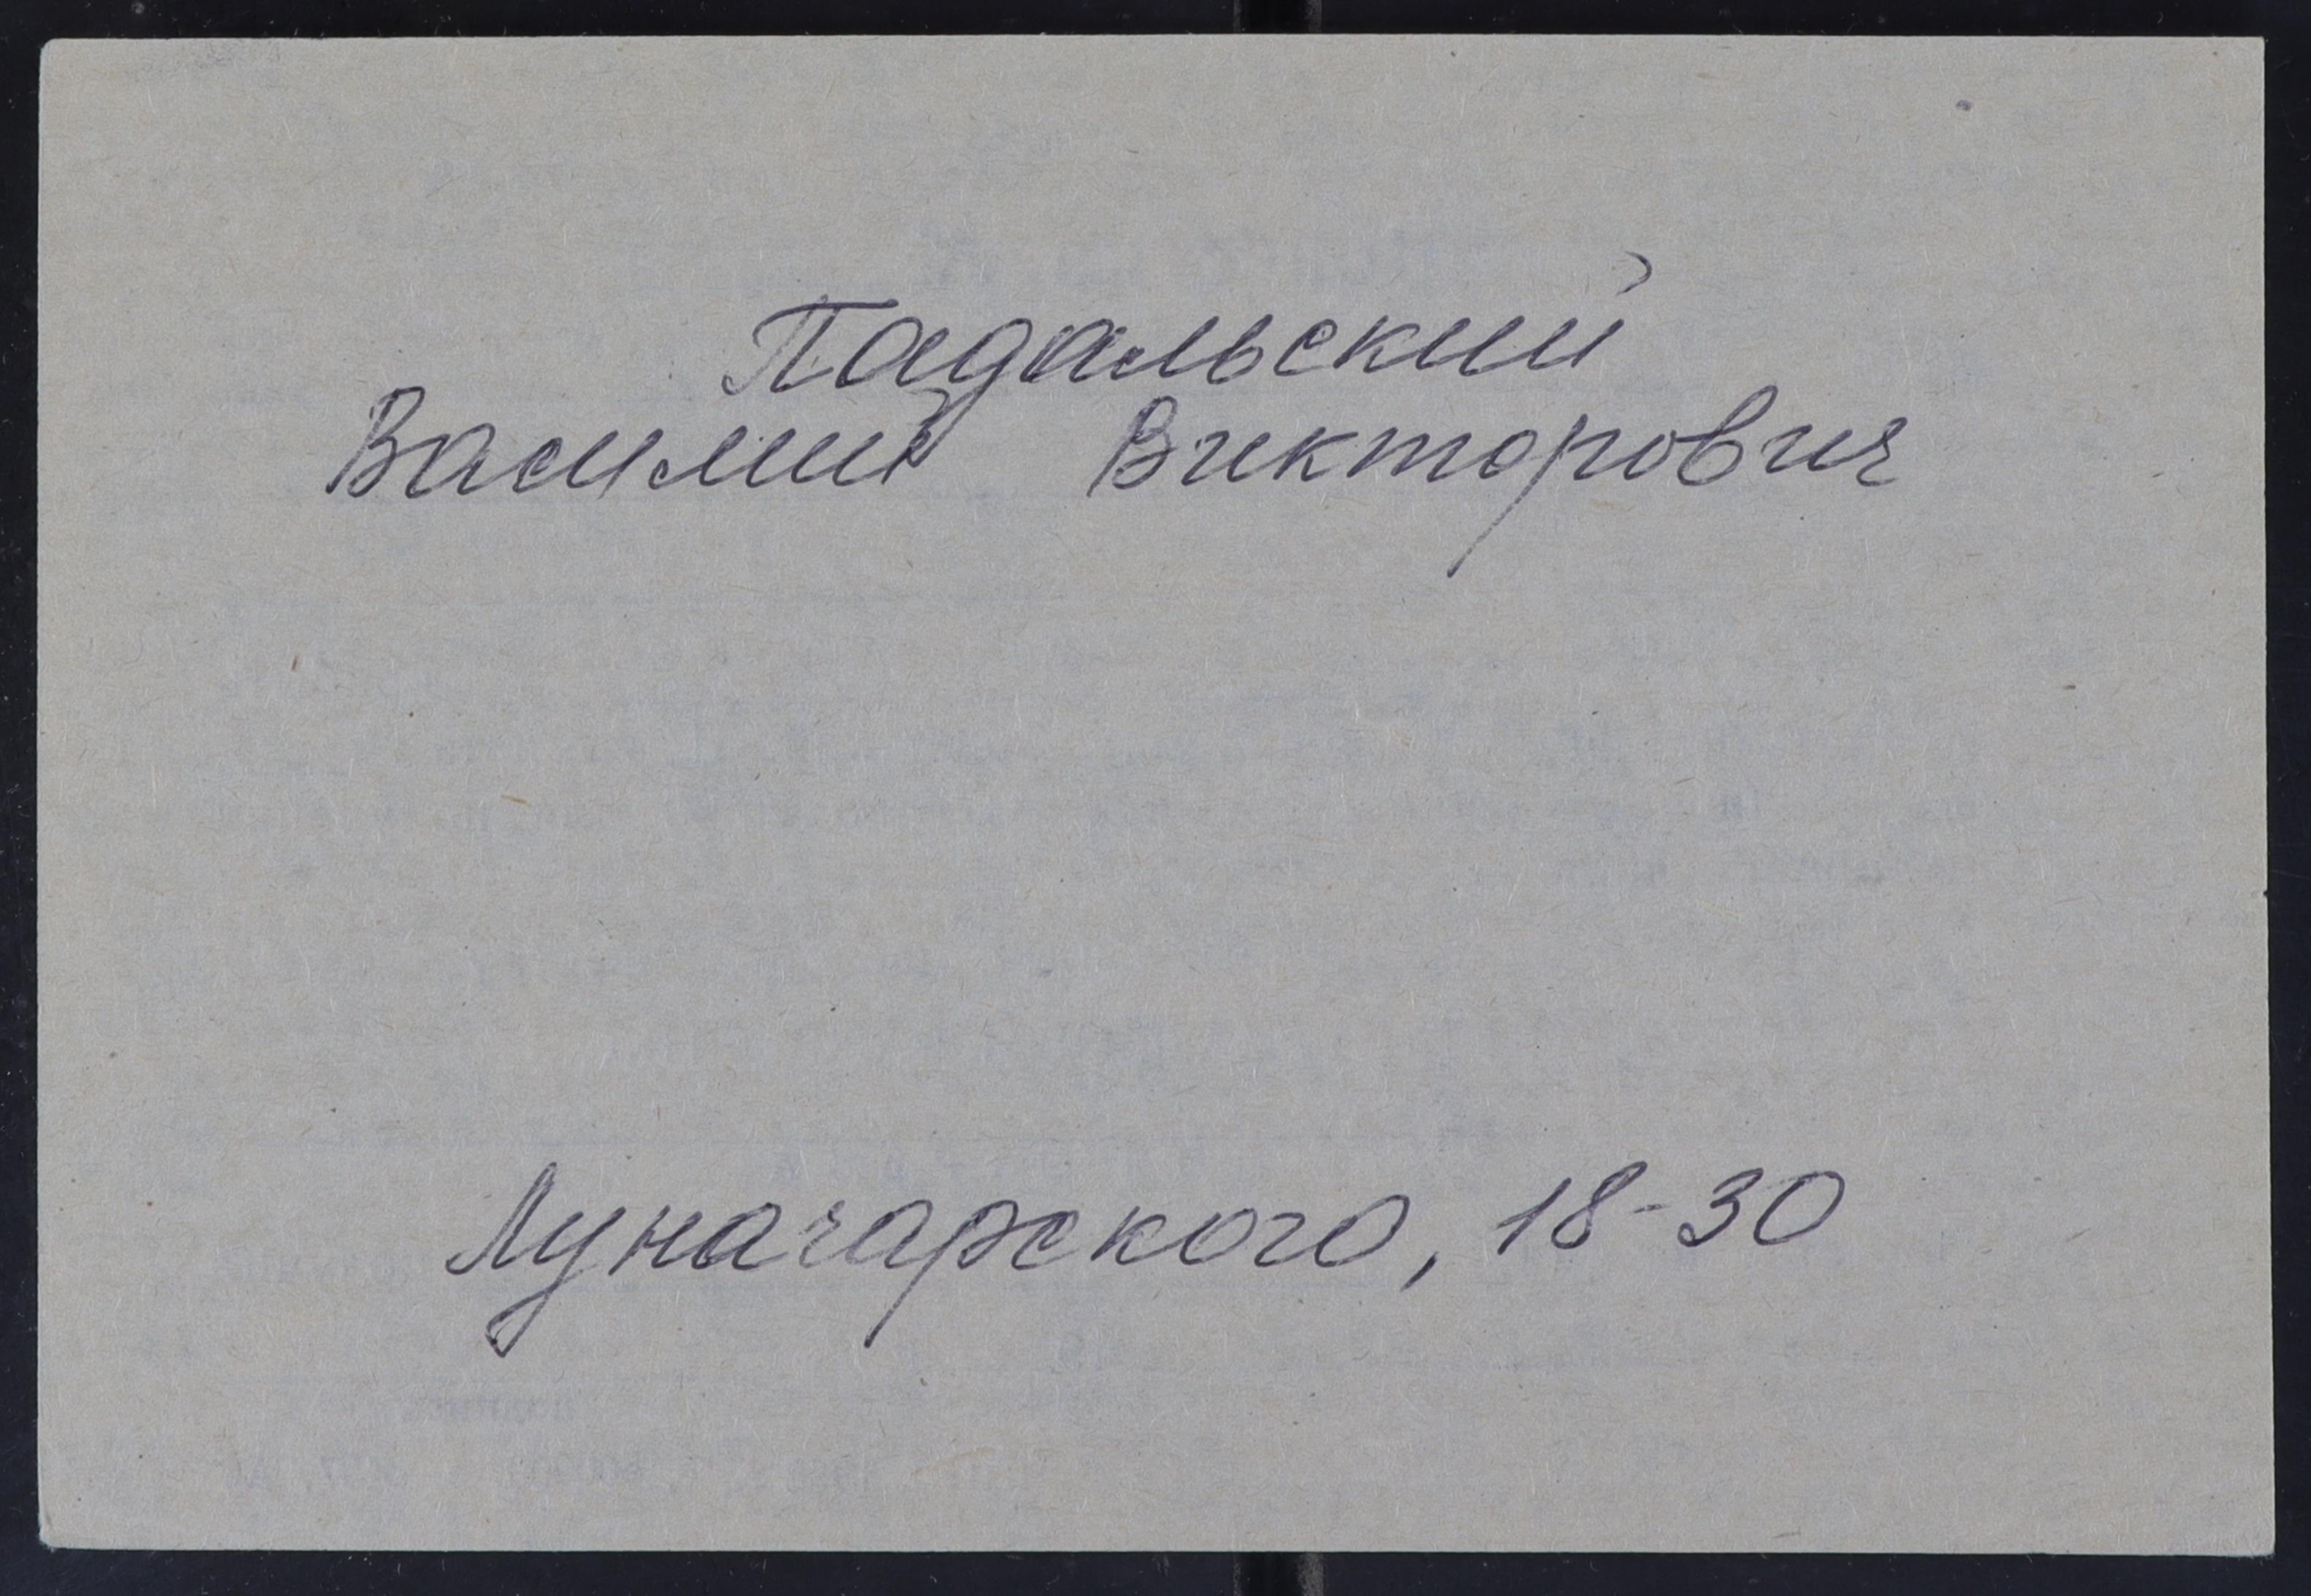 Падальский
Василий Викторович
Луначарского, 18-30